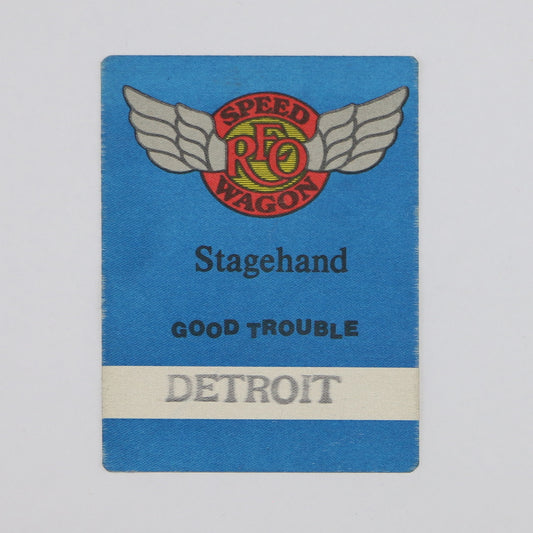 SPEED
REO
WAGON
Stagehand
GOOD TROUBLE
DETROIT